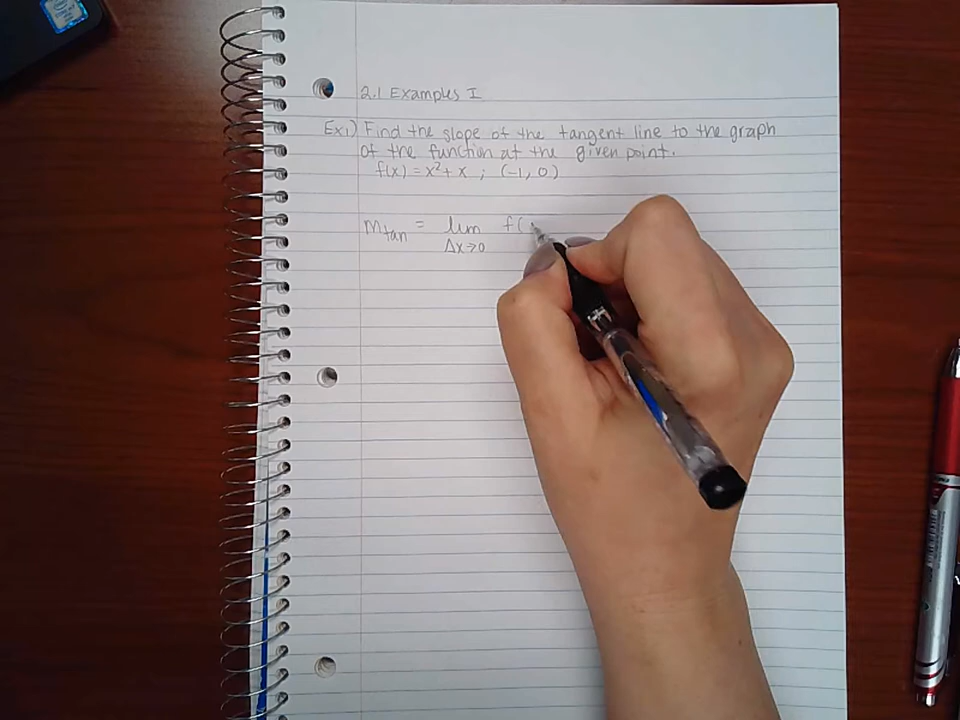 2.1 Examples I
Ex1) Find the slope of the tangent line to the graph
of the function at the given point.
f(x) = x² + x ; (-1, 0)
m tan = lim f(
Δx→0